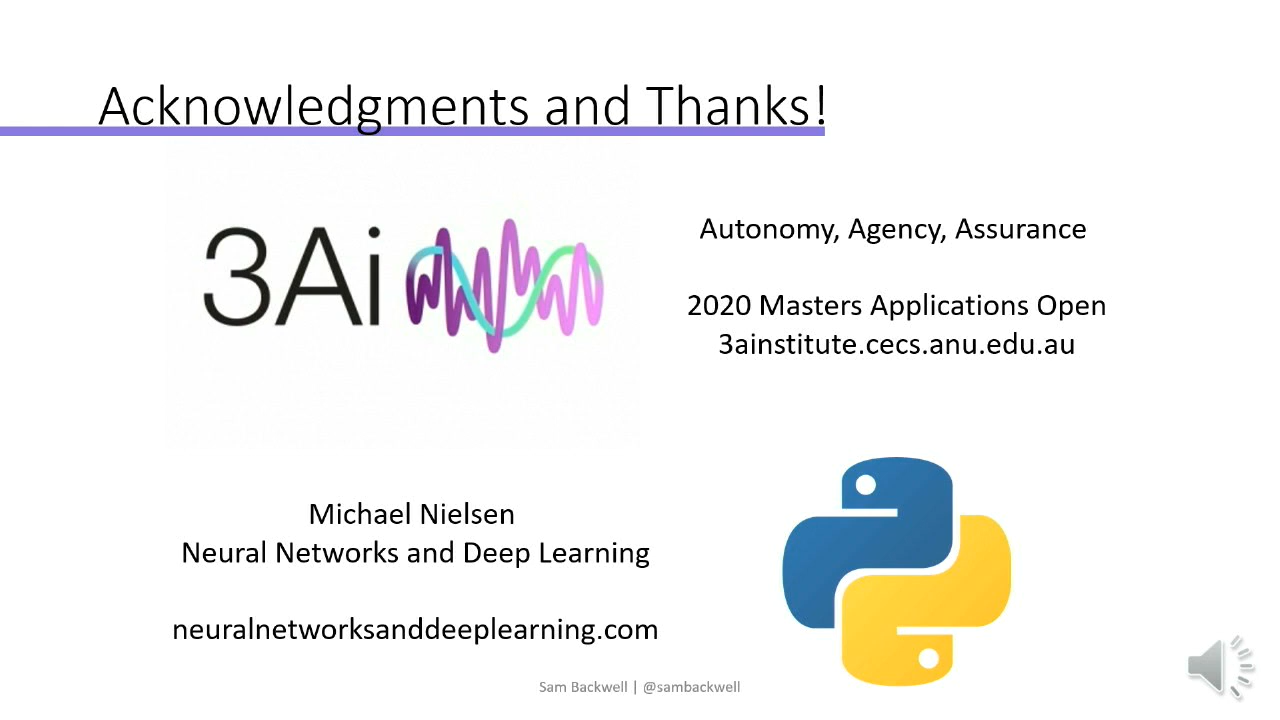 Acknowledgments and Thanks!
3Ai
Autonomy, Agency, Assurance
2020 Masters Applications Open
3ainstitute.cecs.anu.edu.au
Michael Nielsen
Neural Networks and Deep Learning
neuralnetworksanddeeplearning.com
Sam Backwell | @sambackwell